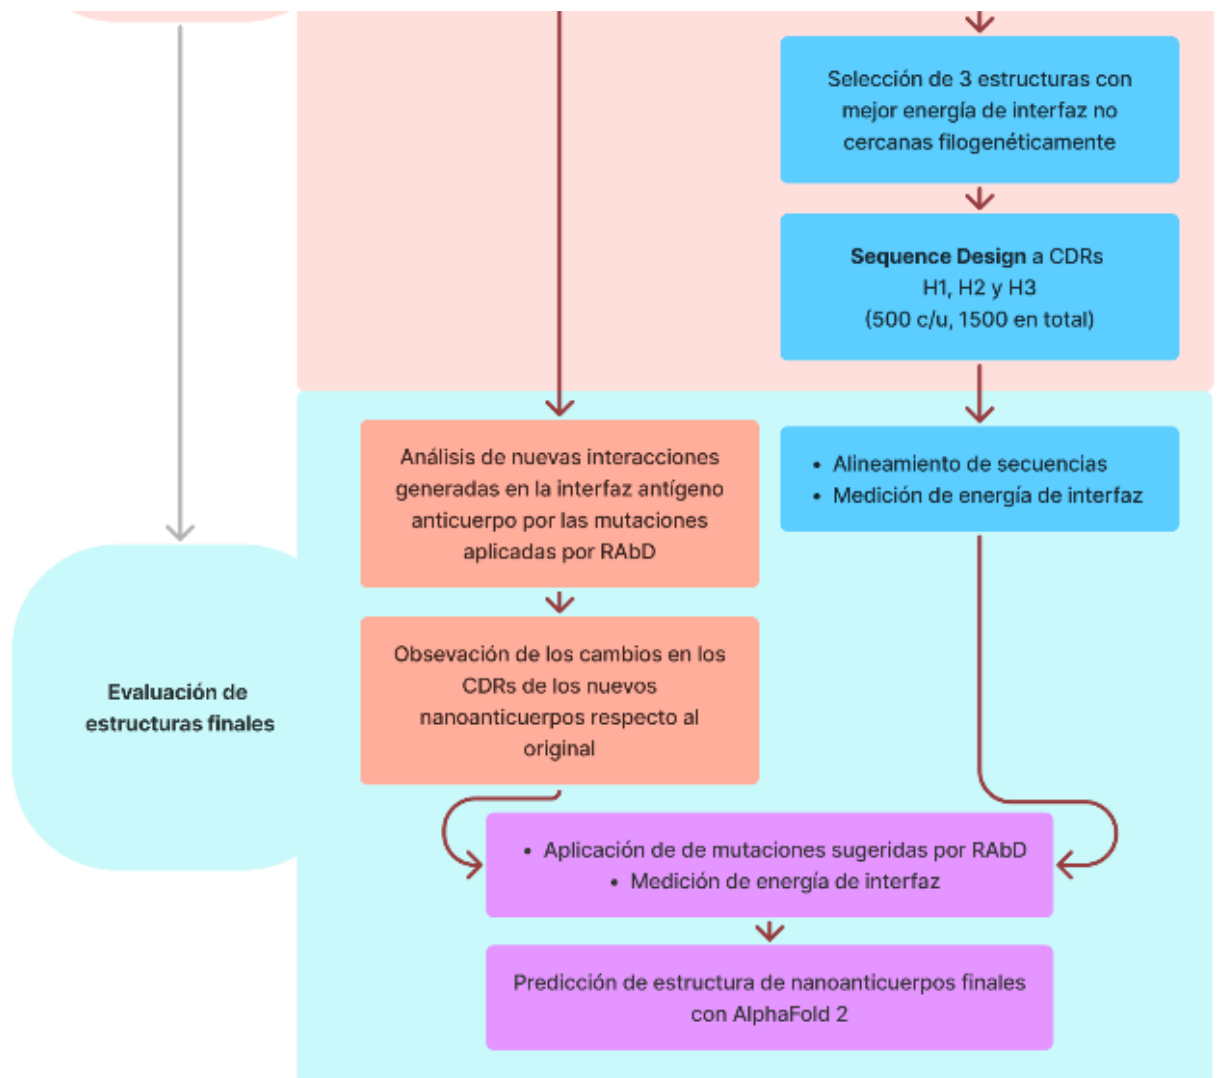 Selección de 3 estructuras con
mejor energía de interfaz no
cercanas filogenéticamente
Sequence Design a CDRs
H1, H2 y H3
(500 c/u, 1500 en total)
Análisis de nuevas interacciones
generadas en la interfaz antígeno
anticuerpo por las mutaciones
aplicadas por RAbD
• Alineamiento de secuencias
• Medición de energía de interfaz
Obsevación de los cambios en los
CDRs de los nuevos
nanoanticuerpos respecto al
original
Evaluación de
estructuras finales
• Aplicación de de mutaciones sugeridas por RAbD
• Medición de energía de interfaz
Predicción de estructura de nanoanticuerpos finales
con AlphaFold 2